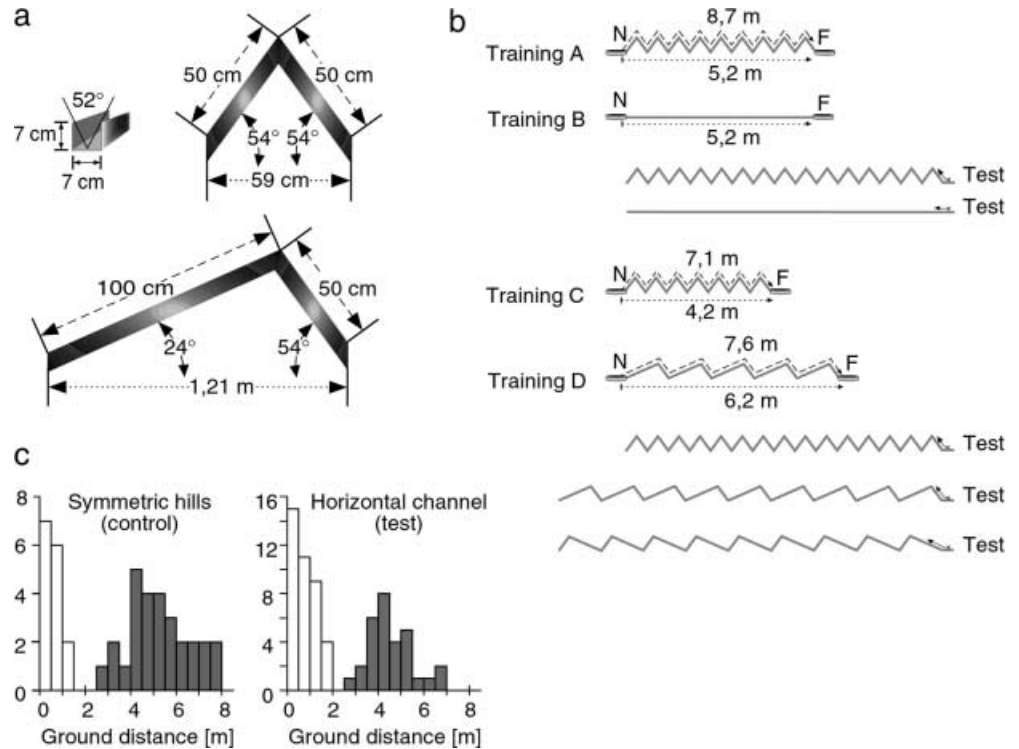 a
50 cm
50 cm
52°
7 cm
7 cm
54°
54°
59 cm
100 cm
50 cm
24°
54°
1,21 m
b
8,7 m
Training A
N
F
5,2 m
Training B
N
F
5,2 m
Test
Test
7,1 m
Training C
N
F
4,2 m
7,6 m
Training D
N
F
6,2 m
Test
Test
Test
c
8
6
4
2
0
Symmetric hills
(control)
0 2 4 6 8
Ground distance [m]
16
12
8
4
0
Horizontal channel
(test)
0 2 4 6 8
Ground distance [m]